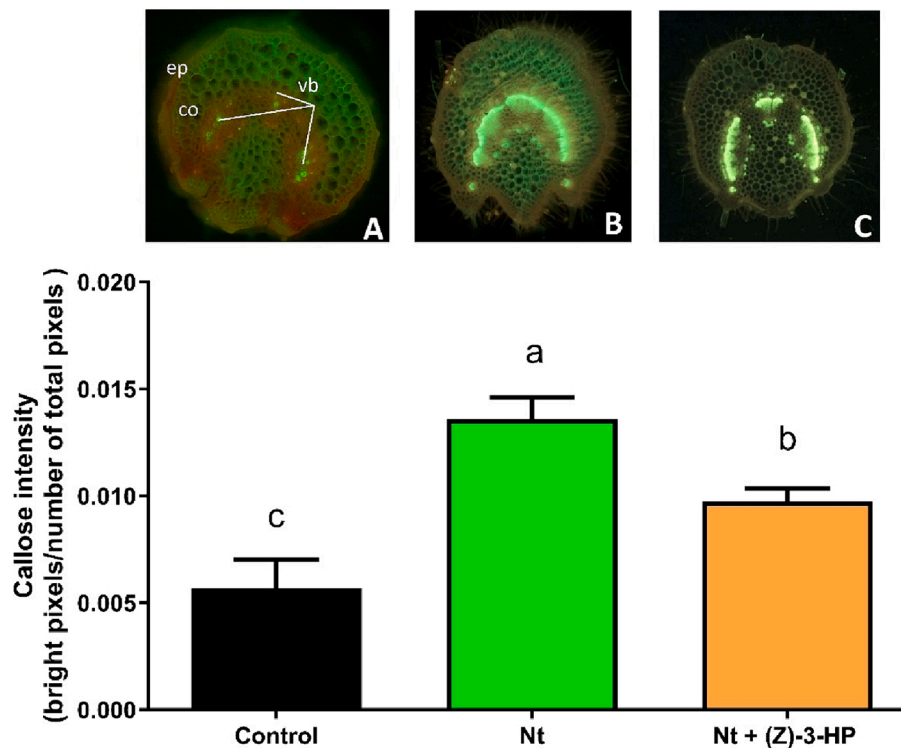 ep
co
vb
A
B
C
Callose intensity
(bright pixels/number of total pixels )
0.020
0.015
0.010
0.005
0.000
c
a
b
Control
Nt
Nt + (Z)-3-HP